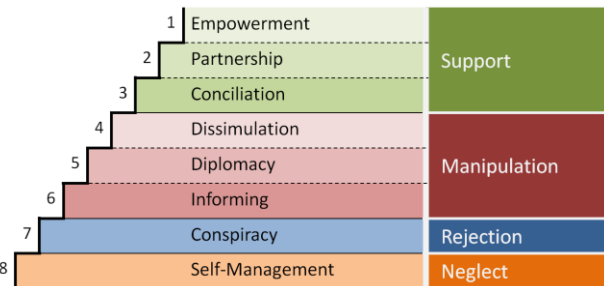 1 Empowerment
2 Partnership
3 Conciliation
Support
4 Dissimulation
5 Diplomacy
6 Informing
Manipulation
7 Conspiracy
Rejection
8 Self-Management
Neglect